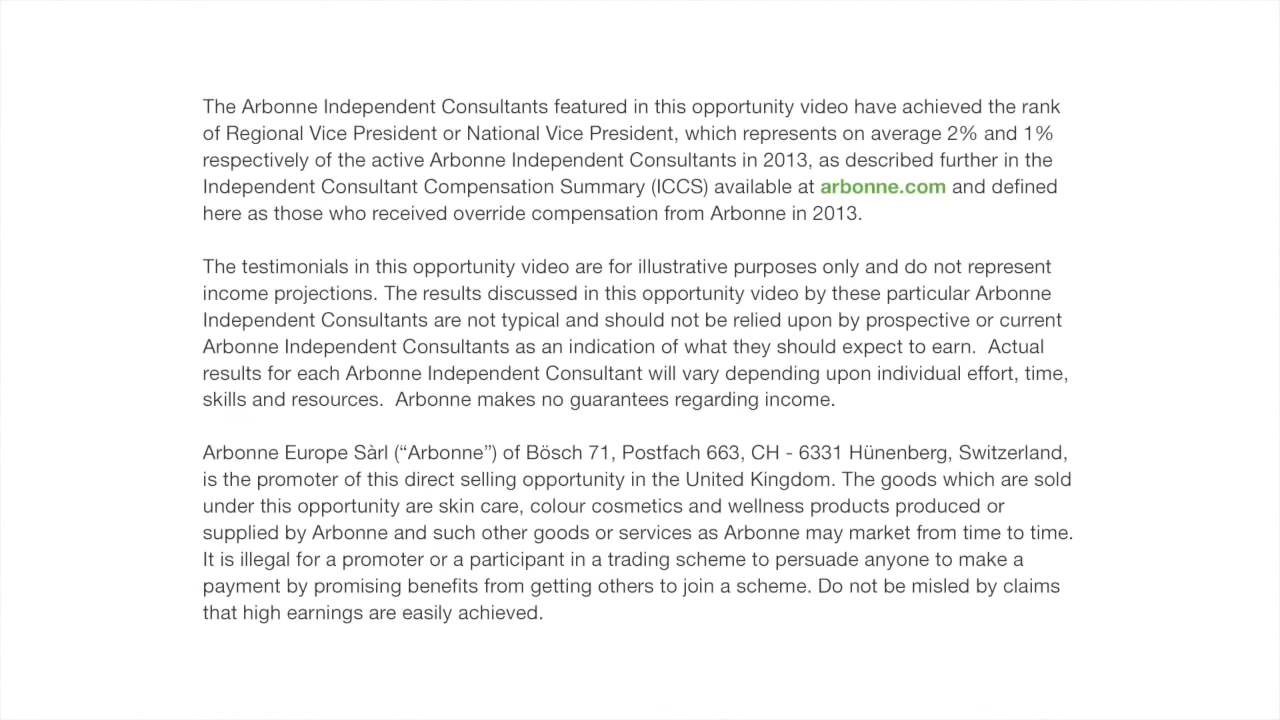 The Arbonne Independent Consultants featured in this opportunity video have achieved the rank
of Regional Vice President or National Vice President, which represents on average 2% and 1%
respectively of the active Arbonne Independent Consultants in 2013, as described further in the
Independent Consultant Compensation Summary (ICCS) available at arbonne.com and defined
here as those who received override compensation from Arbonne in 2013.

The testimonials in this opportunity video are for illustrative purposes only and do not represent
income projections. The results discussed in this opportunity video by these particular Arbonne
Independent Consultants are not typical and should not be relied upon by prospective or current
Arbonne Independent Consultants as an indication of what they should expect to earn.  Actual
results for each Arbonne Independent Consultant will vary depending upon individual effort, time,
skills and resources.  Arbonne makes no guarantees regarding income.

Arbonne Europe Sàrl (“Arbonne”) of Bösch 71, Postfach 663, CH - 6331 Hünenberg, Switzerland,
is the promoter of this direct selling opportunity in the United Kingdom. The goods which are sold
under this opportunity are skin care, colour cosmetics and wellness products produced or
supplied by Arbonne and such other goods or services as Arbonne may market from time to time.
It is illegal for a promoter or a participant in a trading scheme to persuade anyone to make a
payment by promising benefits from getting others to join a scheme. Do not be misled by claims
that high earnings are easily achieved.